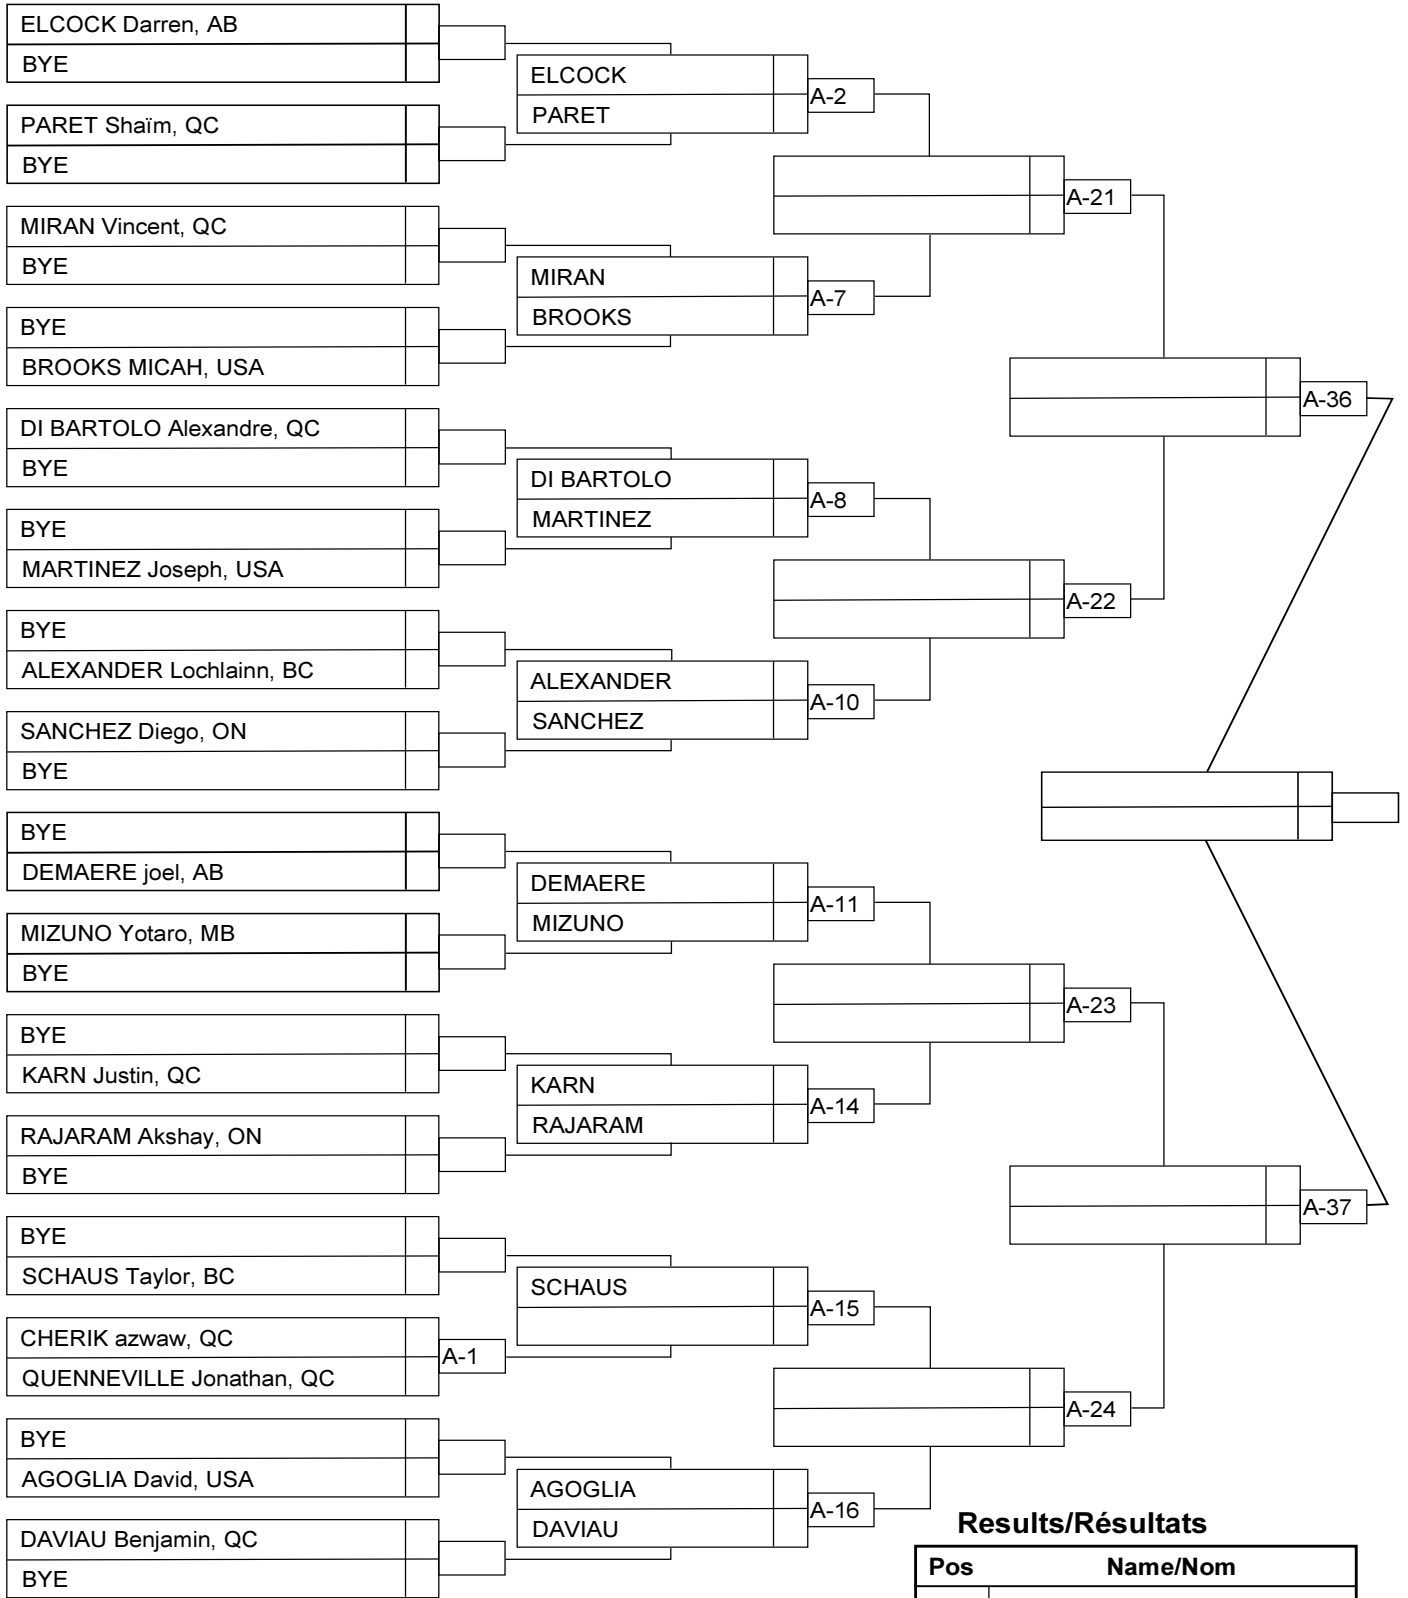 ELCOCK Darren, AB
BYE
PARET Shaïm, QC
BYE
MIRAN Vincent, QC
BYE
BYE
BROOKS MICAH, USA
DI BARTOLO Alexandre, QC
BYE
BYE
MARTINEZ Joseph, USA
BYE
ALEXANDER Lochlainn, BC
SANCHEZ Diego, ON
BYE
BYE
DEMAERE joel, AB
MIZUNO Yotaro, MB
BYE
BYE
KARN Justin, QC
RAJARAM Akshay, ON
BYE
BYE
SCHAUS Taylor, BC
CHERIK azwaw, QC
QUENNEVILLE Jonathan, QC
A-1
BYE
AGOGLIA David, USA
DAVIAU Benjamin, QC
BYE
ELCOCK
PARET
A-2
MIRAN
BROOKS
A-7
DI BARTOLO
MARTINEZ
A-8
ALEXANDER
SANCHEZ
A-10
DEMAERE
MIZUNO
A-11
KARN
RAJARAM
A-14
SCHAUS
A-15
AGOGLIA
DAVIAU
A-16
A-21
A-22
A-23
A-24
A-36
A-37
Results/Résultats
Pos Name/Nom